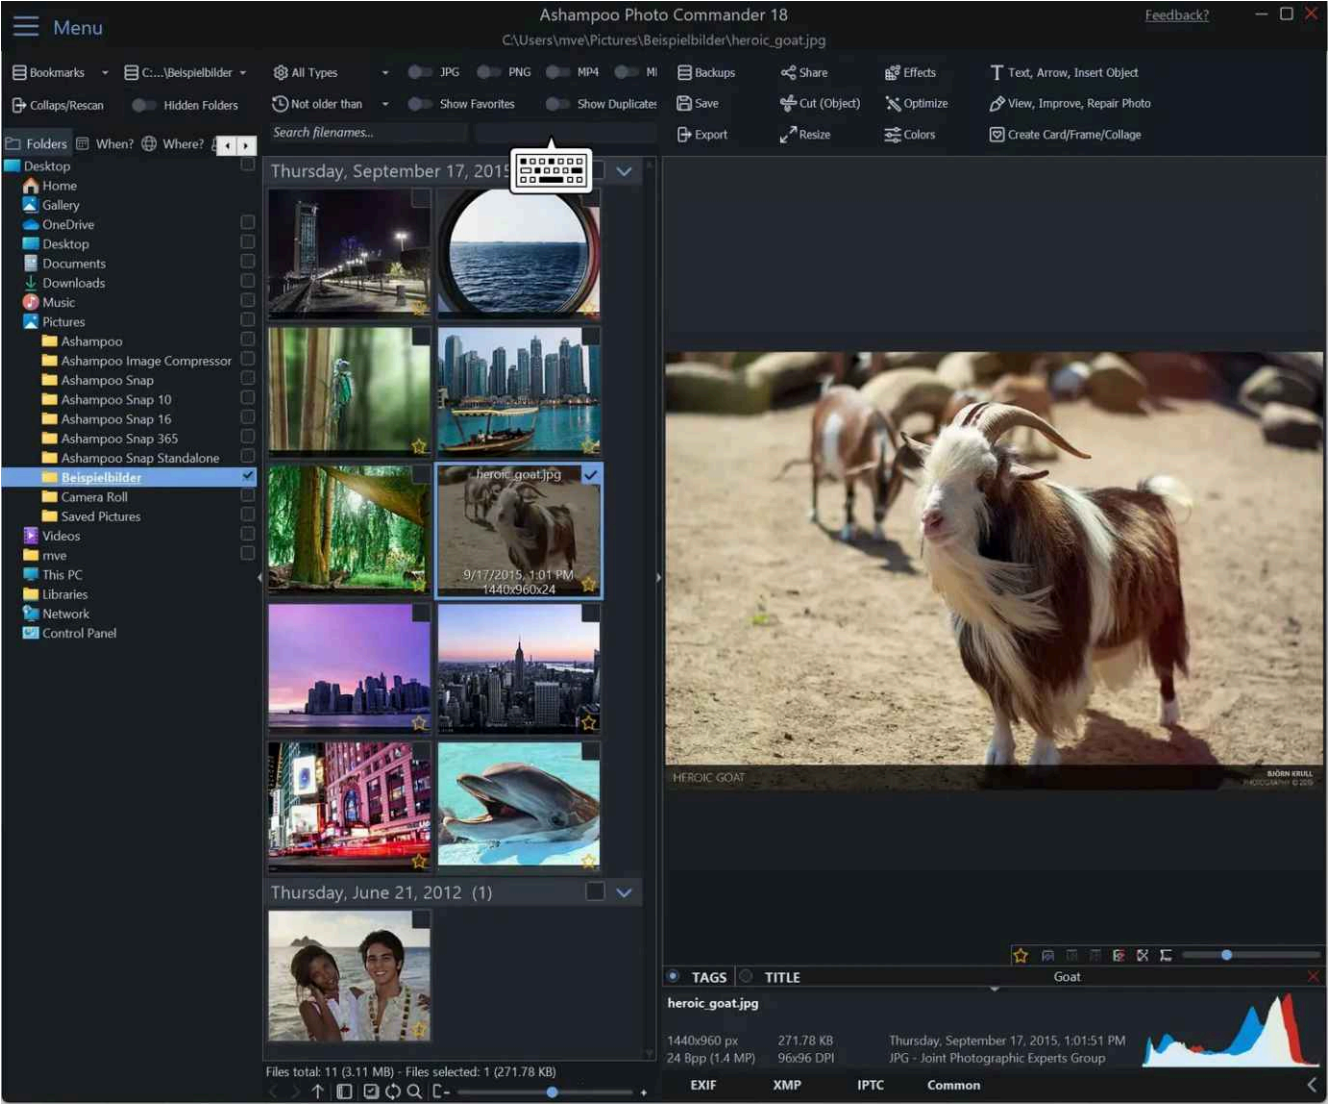 Menu
Ashampoo Photo Commander 18
C:\Users\mve\Pictures\Beispielbilder\heroic_goat.jpg
Feedback?
Bookmarks
C:...\Beispielbilder
Collaps/Rescan
Hidden Folders
All Types
JPG
PNG
MP4
Not older than
Show Favorites
Show Duplicates
Search filenames...
Backups
Share
Effects
Text, Arrow, Insert Object
Save
Cut (Object)
Optimize
View, Improve, Repair Photo
Export
Resize
Colors
Create Card/Frame/Collage
Folders
When?
Where?
Desktop
Home
Gallery
OneDrive
Desktop
Documents
Downloads
Music
Pictures
Ashampoo
Ashampoo Image Compressor
Ashampoo Snap
Ashampoo Snap 10
Ashampoo Snap 16
Ashampoo Snap 365
Ashampoo Snap Standalone
Beispielbilder
Camera Roll
Saved Pictures
Videos
mve
This PC
Libraries
Network
Control Panel
Thursday, September 17, 2015
heroic_goat.jpg
9/17/2015, 1:01 PM
1440x960x24
Thursday, June 21, 2012 (1)
Files total: 11 (3.11 MB) - Files selected: 1 (271.78 KB)
HEROIC GOAT
BJÖRN KRULL
PHOTOGRAPHY © 2015
TAGS
TITLE
Goat
heroic_goat.jpg
1440x960 px
271.78 KB
Thursday, September 17, 2015, 1:01:51 PM
24 Bpp (1.4 MP)
96x96 DPI
JPG - Joint Photographic Experts Group
EXIF
XMP
IPTC
Common